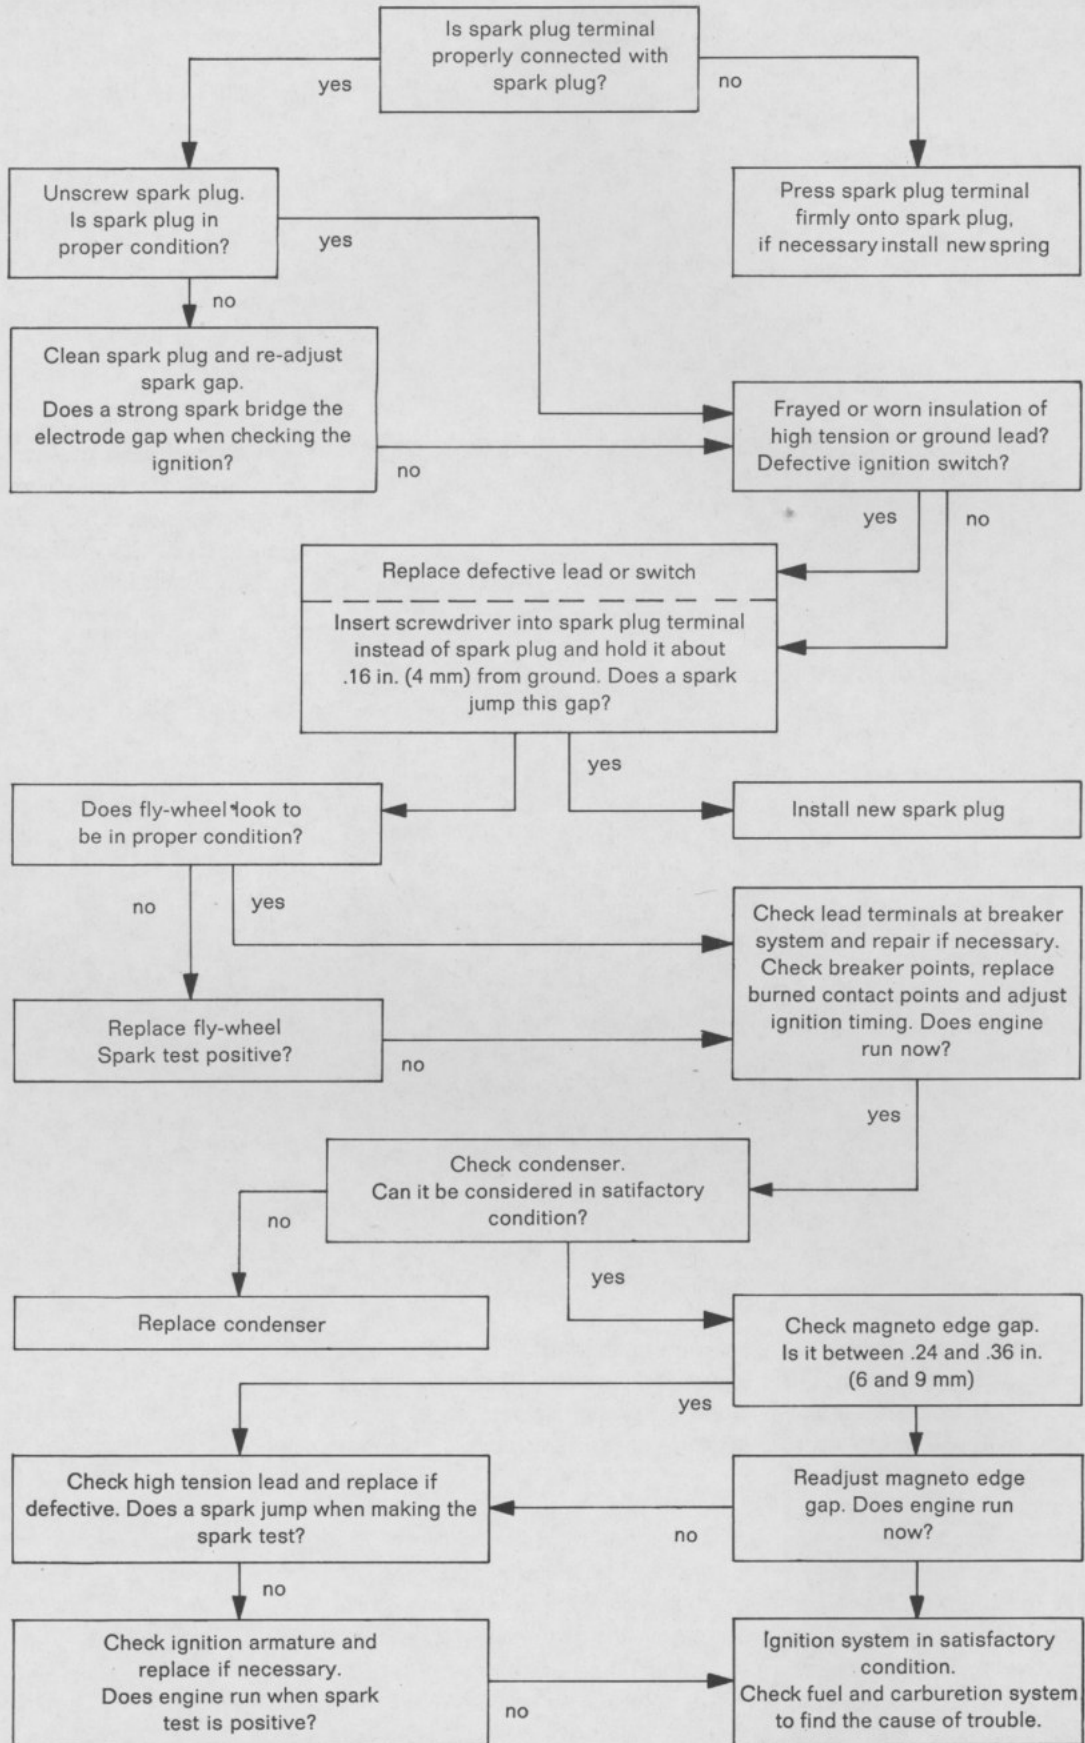 Is spark plug terminal
properly connected with
spark plug?
yes
no
Unscrew spark plug.
Is spark plug in
proper condition?
yes
no
Press spark plug terminal
firmly onto spark plug,
if necessary install new spring
Clean spark plug and re-adjust
spark gap.
Does a strong spark bridge the
electrode gap when checking the
ignition?
no
Frayed or worn insulation of
high tension or ground lead?
Defective ignition switch?
yes
no
Replace defective lead or switch
Insert screwdriver into spark plug terminal
instead of spark plug and hold it about
.16 in. (4 mm) from ground. Does a spark
jump this gap?
yes
Does fly-wheel look to
be in proper condition?
Install new spark plug
no
yes
Check lead terminals at breaker
system and repair if necessary.
Check breaker points, replace
burned contact points and adjust
ignition timing. Does engine
run now?
Replace fly-wheel
Spark test positive?
no
yes
Check condenser.
Can it be considered in satifactory
condition?
no
yes
Replace condenser
Check magneto edge gap.
Is it between .24 and .36 in.
(6 and 9 mm)
yes
Check high tension lead and replace if
defective. Does a spark jump when making the
spark test?
Readjust magneto edge
gap. Does engine run
now?
no
no
Check ignition armature and
replace if necessary.
Does engine run when spark
test is positive?
no
Ignition system in satisfactory
condition.
Check fuel and carburetion system
to find the cause of trouble.